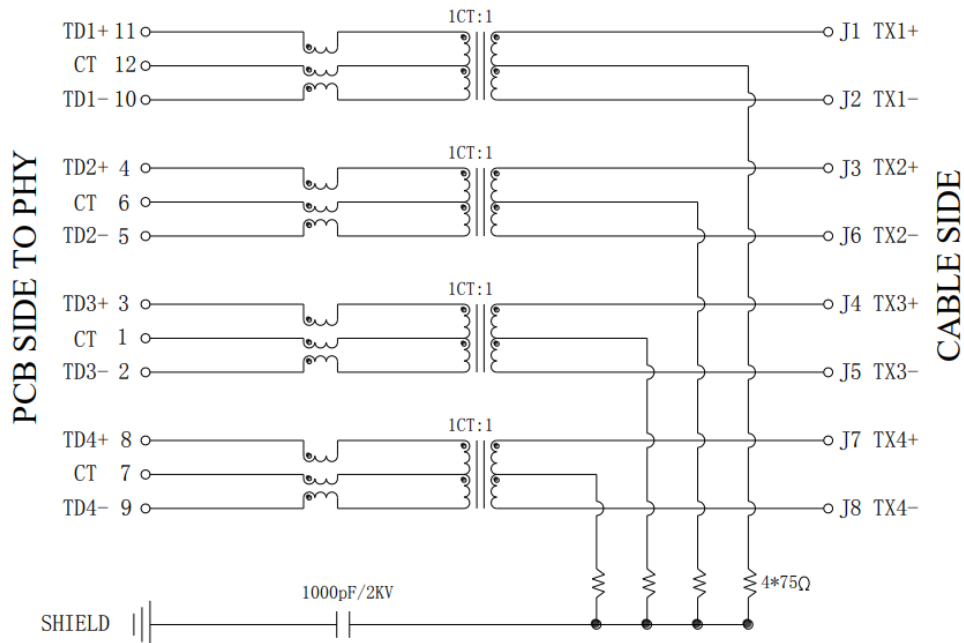 1CT:1
TD1+ 11 J1 TX1+
CT 12
TD1- 10 J2 TX1-
1CT:1
TD2+ 4 J3 TX2+
CT 6
TD2- 5 J6 TX2-
1CT:1
TD3+ 3 J4 TX3+
CT 1
TD3- 2 J5 TX3-
1CT:1
TD4+ 8 J7 TX4+
CT 7
TD4- 9 J8 TX4-
PCB SIDE TO PHY
CABLE SIDE
4*75Ω
1000pF/2KV
SHIELD